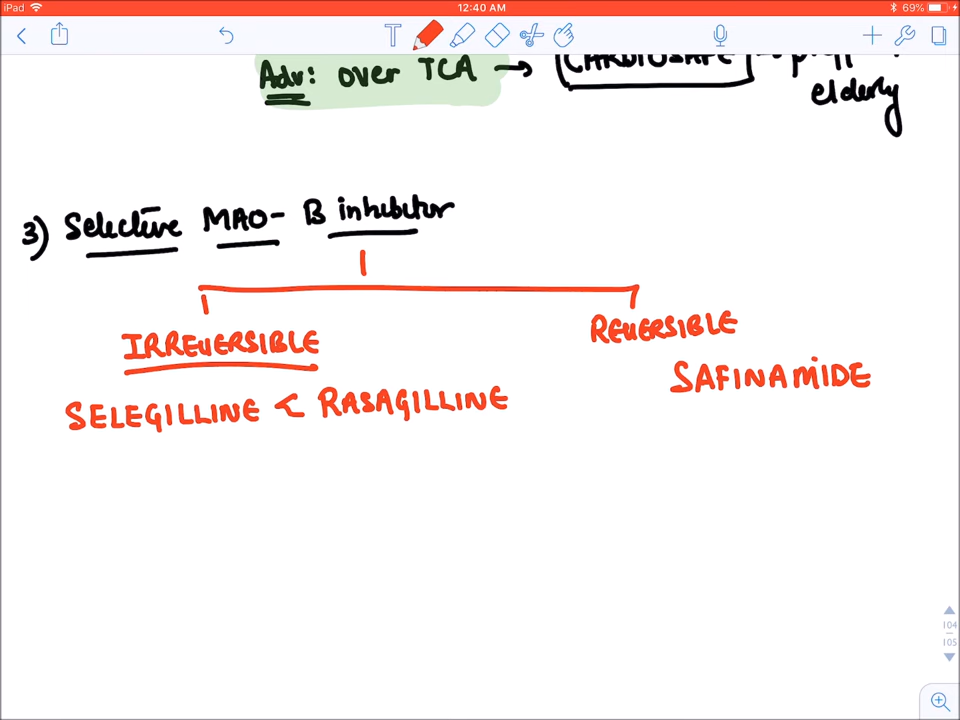 iPad 12:40 AM 69%
T
Adv: over TCA →
elderly
3) Selective MAO- B inhibitor
IRREVERSIBLE
REVERSIBLE
SAFINAMIDE
SELEGILLINE < RASAGILLINE
104
105